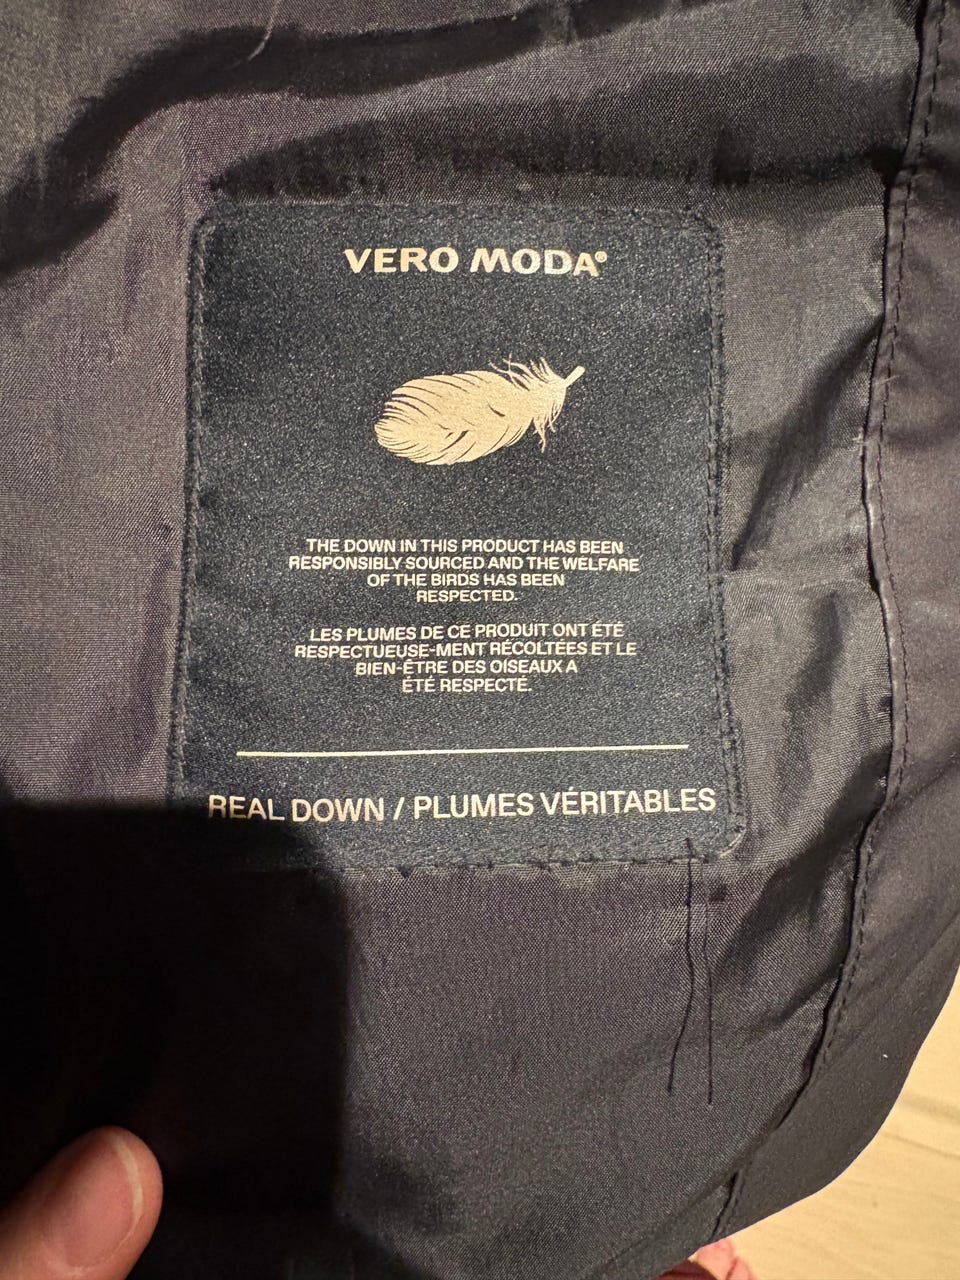 VERO MODA®
THE DOWN IN THIS PRODUCT HAS BEEN
RESPONSIBLY SOURCED AND THE WELFARE
OF THE BIRDS HAS BEEN
RESPECTED.
LES PLUMES DE CE PRODUIT ONT ÉTÉ
RESPECTUEUSE-MENT RÉCOLTÉES ET LE
BIEN-ÊTRE DES OISEAUX A
ÉTÉ RESPECTÉ.
REAL DOWN / PLUMES VÉRITABLES